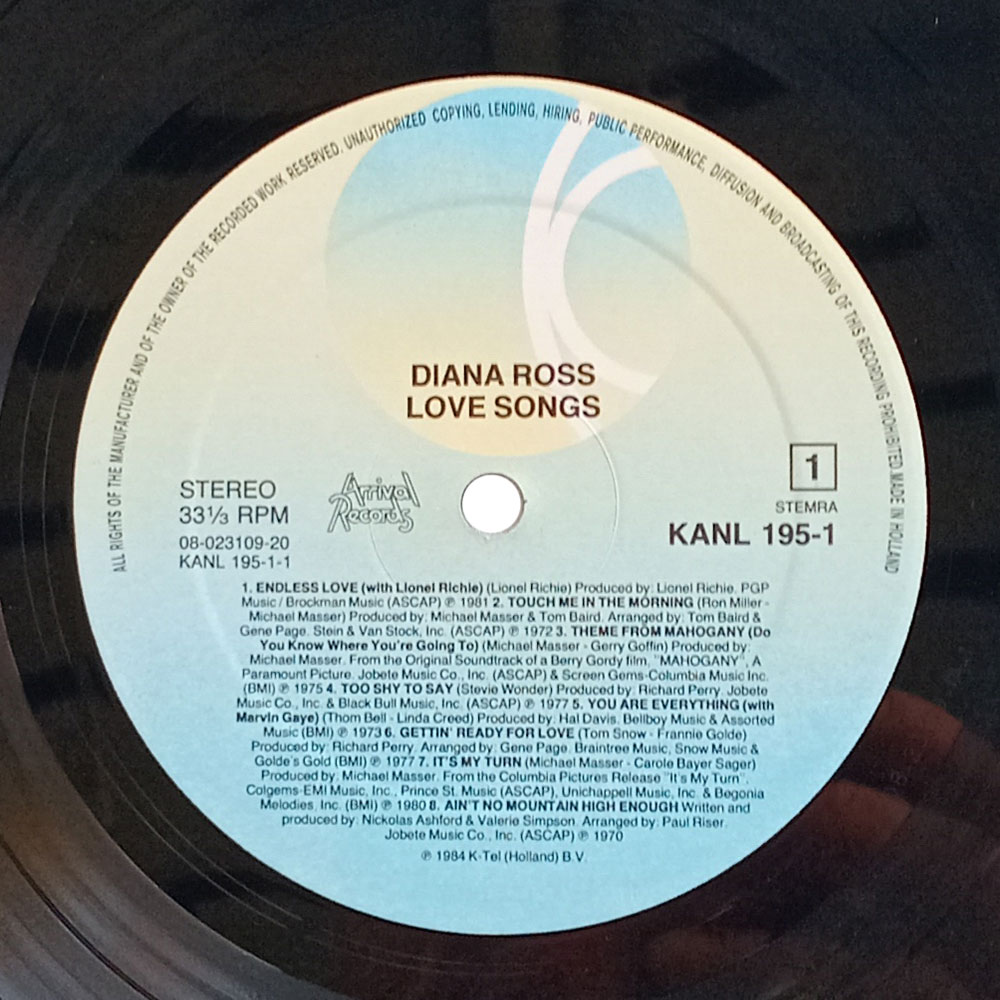 ALL RIGHTS OF THE MANUFACTURER AND OF THE OWNER OF THE RECORDED WORK RESERVED. UNAUTHORIZED COPYING, LENDING, HIRING, PUBLIC PERFORMANCE, DIFFUSION AND BROADCASTING OF THIS RECORDING PROHIBITED. MADE IN HOLLAND
DIANA ROSS
LOVE SONGS
STEREO
33⅓ RPM
08-023109-20
KANL 195-1-1
Arrival
Records
1
STEMRA
KANL 195-1
1. ENDLESS LOVE (with Lionel Richie) (Lionel Richie) Produced by: Lionel Richie. PGP
Music / Brockman Music (ASCAP) ℗ 1981 2. TOUCH ME IN THE MORNING (Ron Miller -
Michael Masser) Produced by: Michael Masser & Tom Baird. Arranged by: Tom Baird &
Gene Page. Stein & Van Stock, Inc. (ASCAP) ℗ 1972 3. THEME FROM MAHOGANY (Do
You Know Where You're Going To) (Michael Masser - Gerry Goffin) Produced by:
Michael Masser. From the Original Soundtrack of a Berry Gordy film, "MAHOGANY", A
Paramount Picture. Jobete Music Co., Inc. (ASCAP) & Screen Gems-Columbia Music Inc.
(BMI) ℗ 1975 4. TOO SHY TO SAY (Stevie Wonder) Produced by: Richard Perry. Jobete
Music Co., Inc. & Black Bull Music, Inc. (ASCAP) ℗ 1977 5. YOU ARE EVERYTHING (with
Marvin Gaye) (Thom Bell - Linda Creed) Produced by: Hal Davis. Bellboy Music & Assorted
Music (BMI) ℗ 1973 6. GETTIN' READY FOR LOVE (Tom Snow - Frannie Golde)
Produced by: Richard Perry. Arranged by: Gene Page. Braintree Music, Snow Music &
Golde's Gold (BMI) ℗ 1977 7. IT'S MY TURN (Michael Masser - Carole Bayer Sager)
Produced by: Michael Masser. From the Columbia Pictures Release "It's My Turn".
Colgems-EMI Music, Inc., Prince St. Music (ASCAP), Unichappell Music, Inc. & Begonia
Melodies, Inc. (BMI) ℗ 1980 8. AIN'T NO MOUNTAIN HIGH ENOUGH Written and
produced by: Nickolas Ashford & Valerie Simpson. Arranged by: Paul Riser.
Jobete Music Co., Inc. (ASCAP) ℗ 1970
℗ 1984 K-Tel (Holland) B.V.